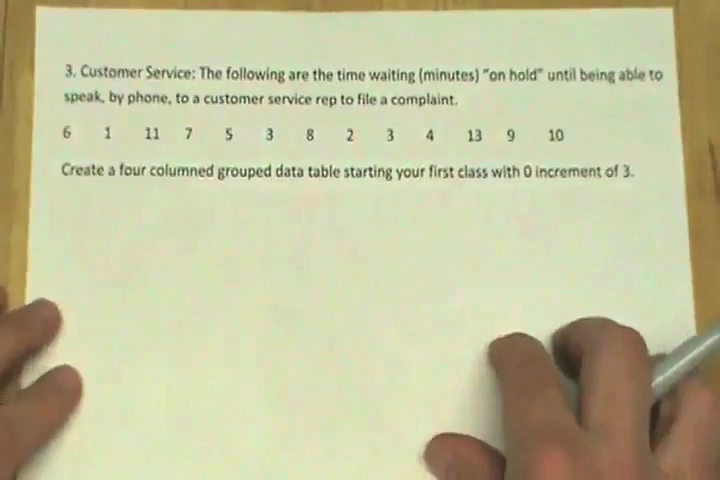 3. Customer Service: The following are the time waiting (minutes) "on hold" until being able to
speak, by phone, to a customer service rep to file a complaint.
6 1 11 7 5 3 8 2 3 4 13 9 10
Create a four columned grouped data table starting your first class with 0 increment of 3.